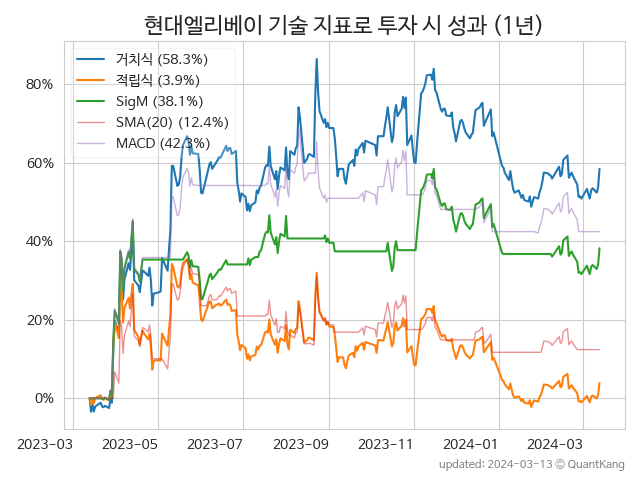 현대엘리베이 기술 지표로 투자 시 성과 (1년)
거치식 (58.3%)
적립식 (3.9%)
SigM (38.1%)
SMA(20) (12.4%)
MACD (42.3%)
80%
60%
40%
20%
0%
2023-03 2023-05 2023-07 2023-09 2023-11 2024-01 2024-03
updated: 2024-03-13 ⓒ QuantKang